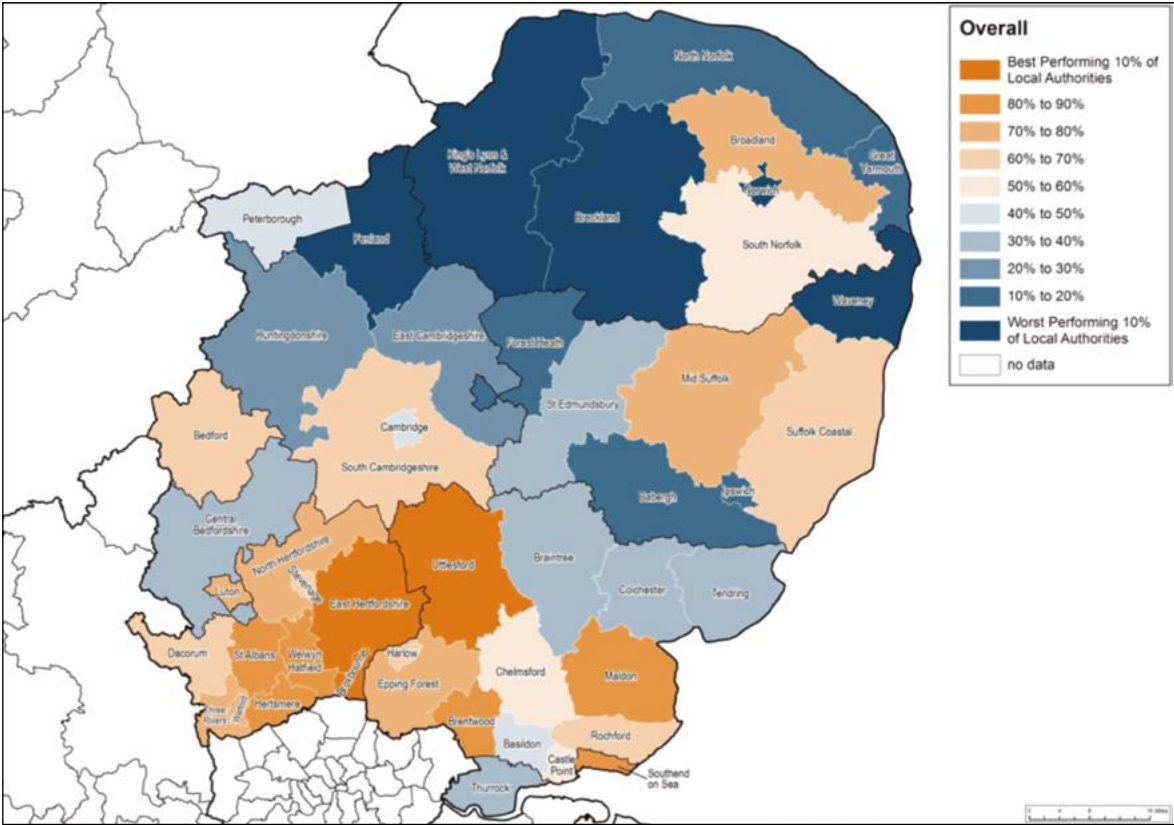 Overall
Best Performing 10% of
Local Authorities
80% to 90%
70% to 80%
60% to 70%
50% to 60%
40% to 50%
30% to 40%
20% to 30%
10% to 20%
Worst Performing 10%
of Local Authorities
no data
North Norfolk
Broadland
Great
Yarmouth
King's Lynn &
West Norfolk
Norwich
Breckland
Peterborough
Fenland
South Norfolk
Waveney
Huntingdonshire
East Cambridgeshire
Forest Heath
Mid Suffolk
St Edmundsbury
Suffolk Coastal
Bedford
Cambridge
South Cambridgeshire
Ipswich
Babergh
Central
Bedfordshire
North Hertfordshire
Stevenage
Luton
Uttlesford
Braintree
Colchester
Tendring
East Hertfordshire
Dacorum
St Albans
Welwyn
Hatfield
Broxbourne
Harlow
Epping Forest
Chelmsford
Maldon
Three
Rivers
Watford
Hertsmere
Brentwood
Basildon
Rochford
Castle
Point
Southend
on Sea
Thurrock